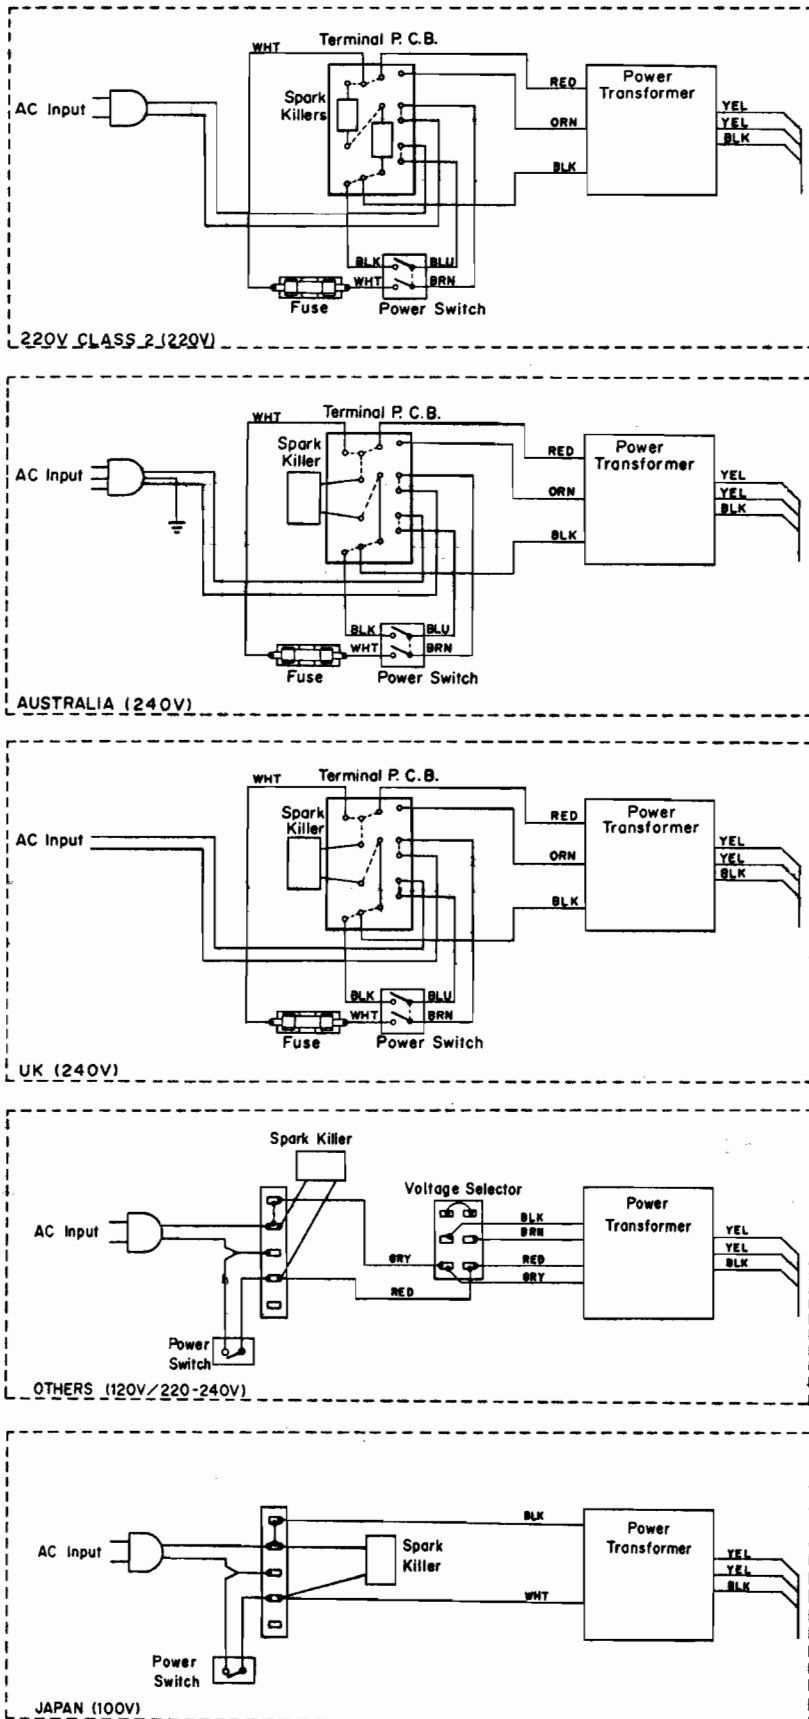 Terminal P. C. B.
WHT
Spark
Killers
AC Input
RED
ORN
BLK
Power
Transformer
YEL
YEL
BLK
BLK
BLU
WHT
BRN
Fuse
Power Switch
220V CLASS 2 (220V)
Terminal P. C. B.
WHT
Spark
Killer
AC Input
RED
ORN
BLK
Power
Transformer
YEL
YEL
BLK
BLK
BLU
WHT
BRN
Fuse
Power Switch
AUSTRALIA (240V)
Terminal P. C. B.
WHT
Spark
Killer
AC Input
RED
ORN
BLK
Power
Transformer
YEL
YEL
BLK
BLK
BLU
WHT
BRN
Fuse
Power Switch
UK (240V)
Spark Killer
Voltage Selector
AC Input
BLK
BRN
GRY
RED
GRY
RED
Power
Transformer
YEL
YEL
BLK
Power
Switch
OTHERS (120V/220-240V)
BLK
AC Input
Spark
Killer
WHT
Power
Transformer
YEL
YEL
BLK
Power
Switch
JAPAN (100V)